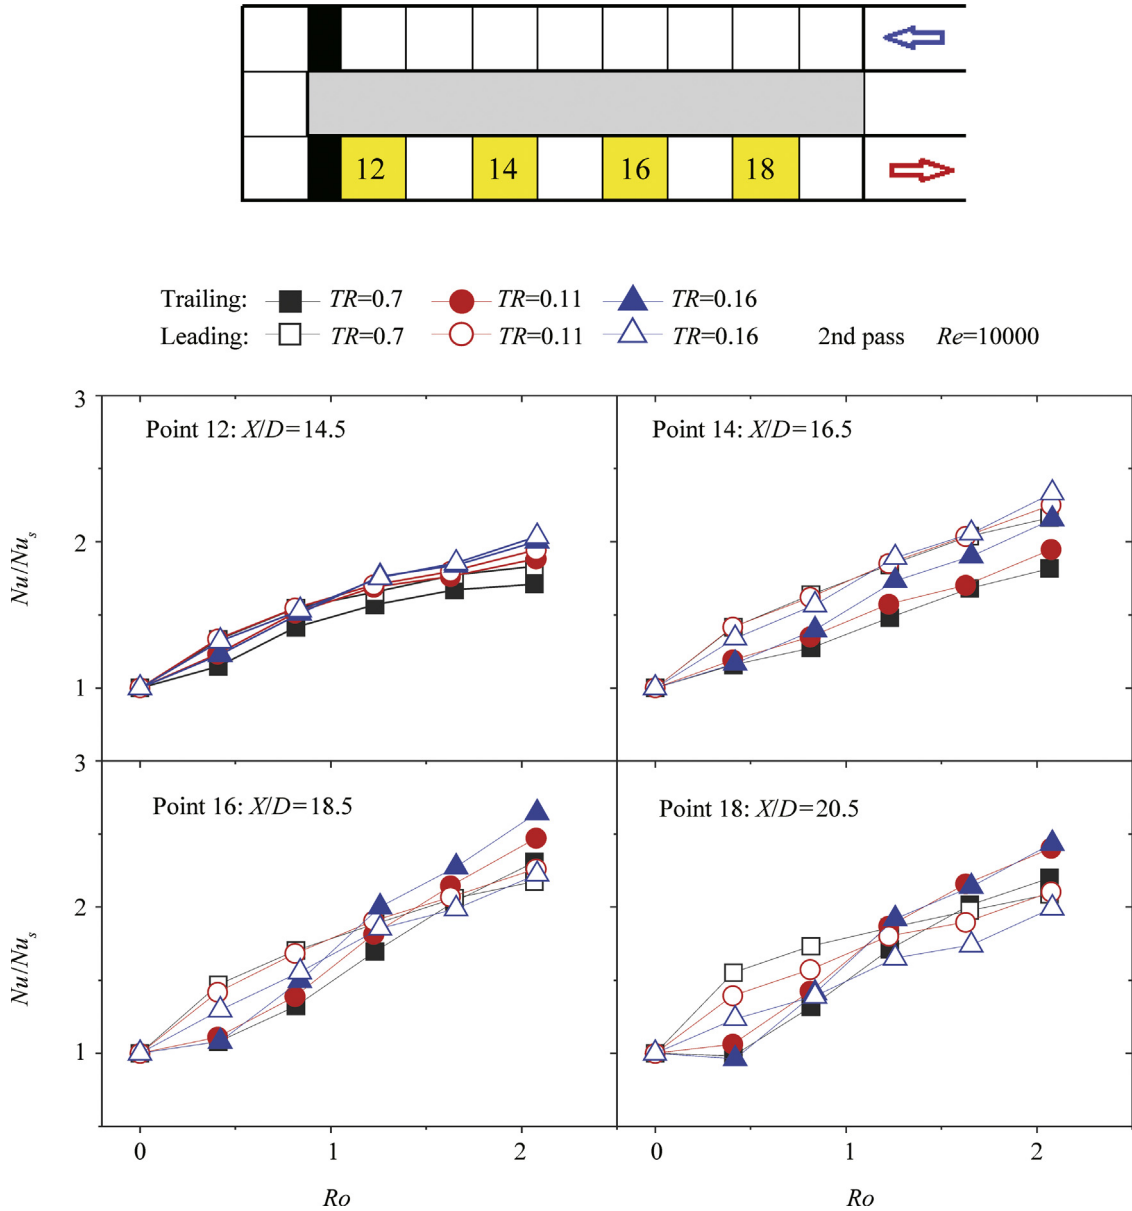 12 14 16 18
Trailing: TR=0.7 TR=0.11 TR=0.16
Leading: TR=0.7 TR=0.11 TR=0.16 2nd pass Re=10000
3
Point 12: X/D=14.5 Point 14: X/D=16.5
Nu/Nus
2
1
3
Point 16: X/D=18.5 Point 18: X/D=20.5
Nu/Nus
2
1
0 1 2 0 1 2
Ro Ro